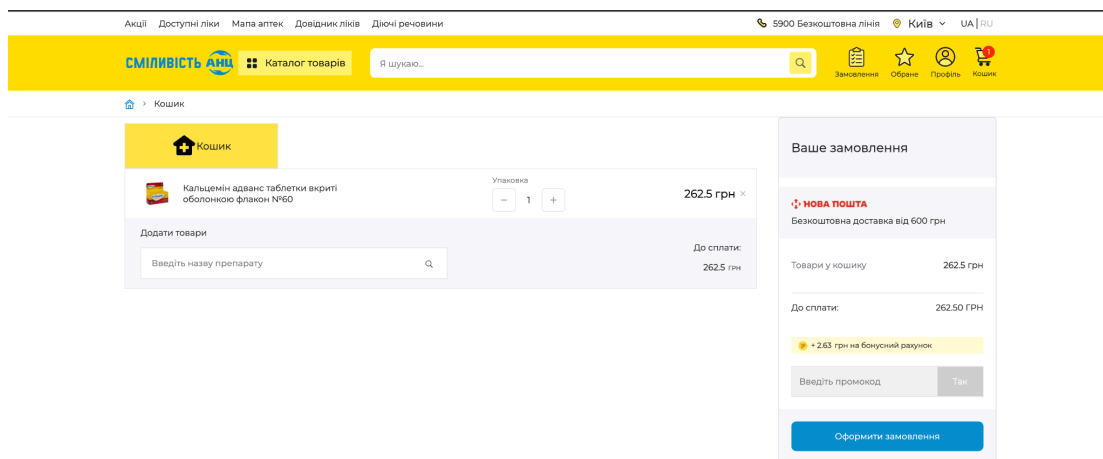 Акції Доступні ліки Мапа аптек Довідник ліків Діючі речовини 5900 Безкоштовна лінія Київ UA | RU
СМІЛИВІСТЬ АНЦ Каталог товарів Я шукаю... Замовлення Обране Профіль Кошик 1
Кошик
Кошик
Кальцемін адванс таблетки вкриті
оболонкою флакон №60
Упаковка
− 1 +
262.5 грн ×
Додати товари
Введіть назву препарату
До сплати:
262.5 грн
Ваше замовлення
НОВА ПОШТА
Безкоштовна доставка від 600 грн
Товари у кошику 262.5 грн
До сплати: 262.50 ГРН
+ 2.63 грн на бонусний рахунок
Введіть промокод Так
Оформити замовлення